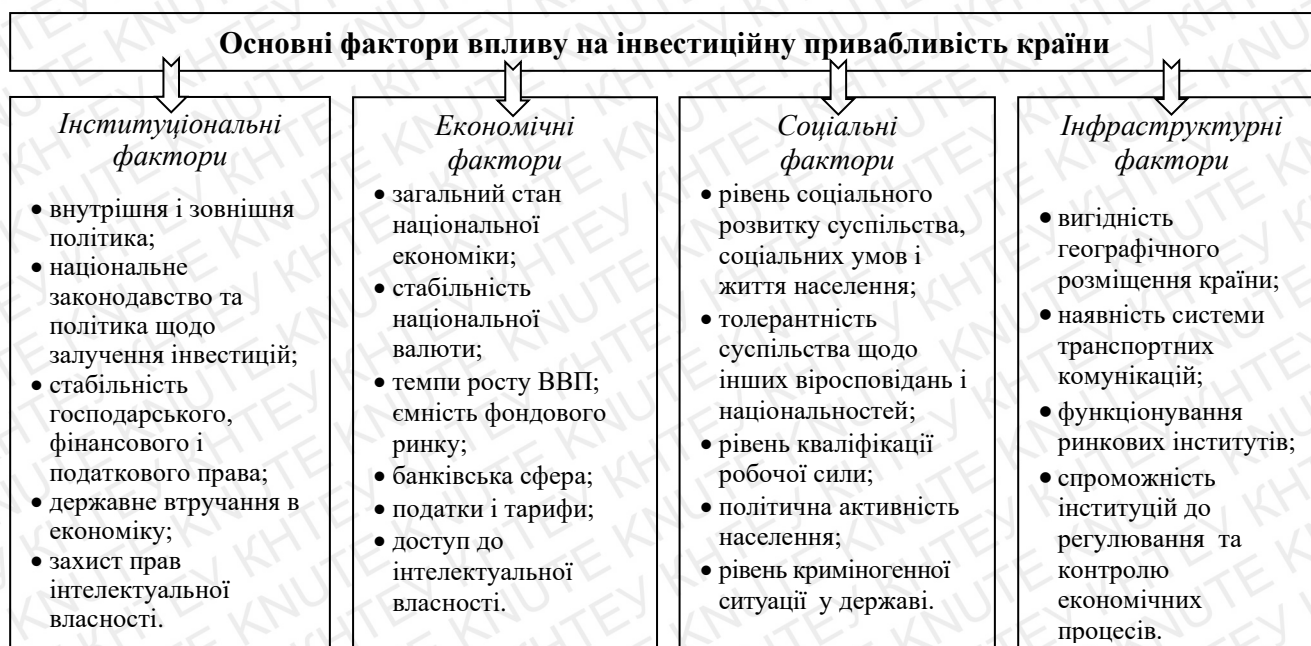 Основні фактори впливу на інвестиційну привабливість країни
Інституціональні
фактори
• внутрішня і зовнішня
політика;
• національне
законодавство та
політика щодо
залучення інвестицій;
• стабільність
господарського,
фінансового і
податкового права;
• державне втручання в
економіку;
• захист прав
інтелектуальної
власності.
Економічні
фактори
• загальний стан
національної
економіки;
• стабільність
національної
валюти;
• темпи росту ВВП;
ємність фондового
ринку;
• банківська сфера;
• податки і тарифи;
• доступ до
інтелектуальної
власності.
Соціальні
фактори
• рівень соціального
розвитку суспільства,
соціальних умов і
життя населення;
• толерантність
суспільства щодо
інших віросповідань і
національностей;
• рівень кваліфікації
робочої сили;
• політична активність
населення;
• рівень криміногенної
ситуації у державі.
Інфраструктурні
фактори
• вигідність
географічного
розміщення країни;
• наявність системи
транспортних
комунікацій;
• функціонування
ринкових інститутів;
• спроможність
інституцій до
регулювання та
контролю
економічних
процесів.